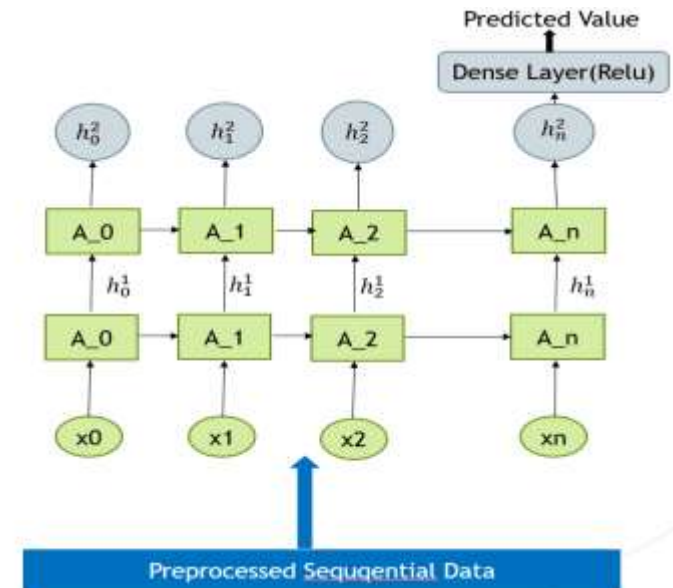 Predicted Value
Dense Layer(Relu)
h₀² h₁² h₂² hₙ²
A_0 A_1 A_2 A_n
h₀¹ h₁¹ h₂¹ hₙ¹
A_0 A_1 A_2 A_n
x0 x1 x2 xn
Preprocessed Sequqential Data